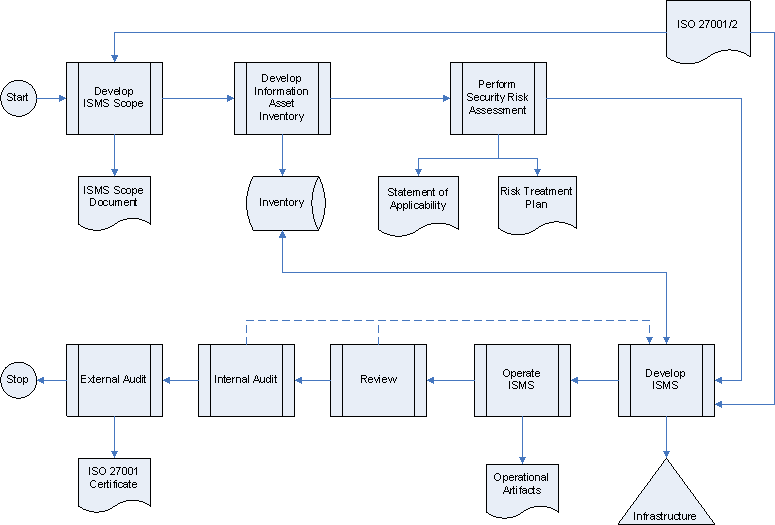 ISO 27001/2
Start
Develop
ISMS Scope
Develop
Information
Asset
Inventory
Perform
Security Risk
Assessment
ISMS Scope
Document
Inventory
Statement of
Applicability
Risk Treatment
Plan
Stop
External Audit
Internal Audit
Review
Operate
ISMS
Develop
ISMS
ISO 27001
Certificate
Operational
Artifacts
Infrastructure